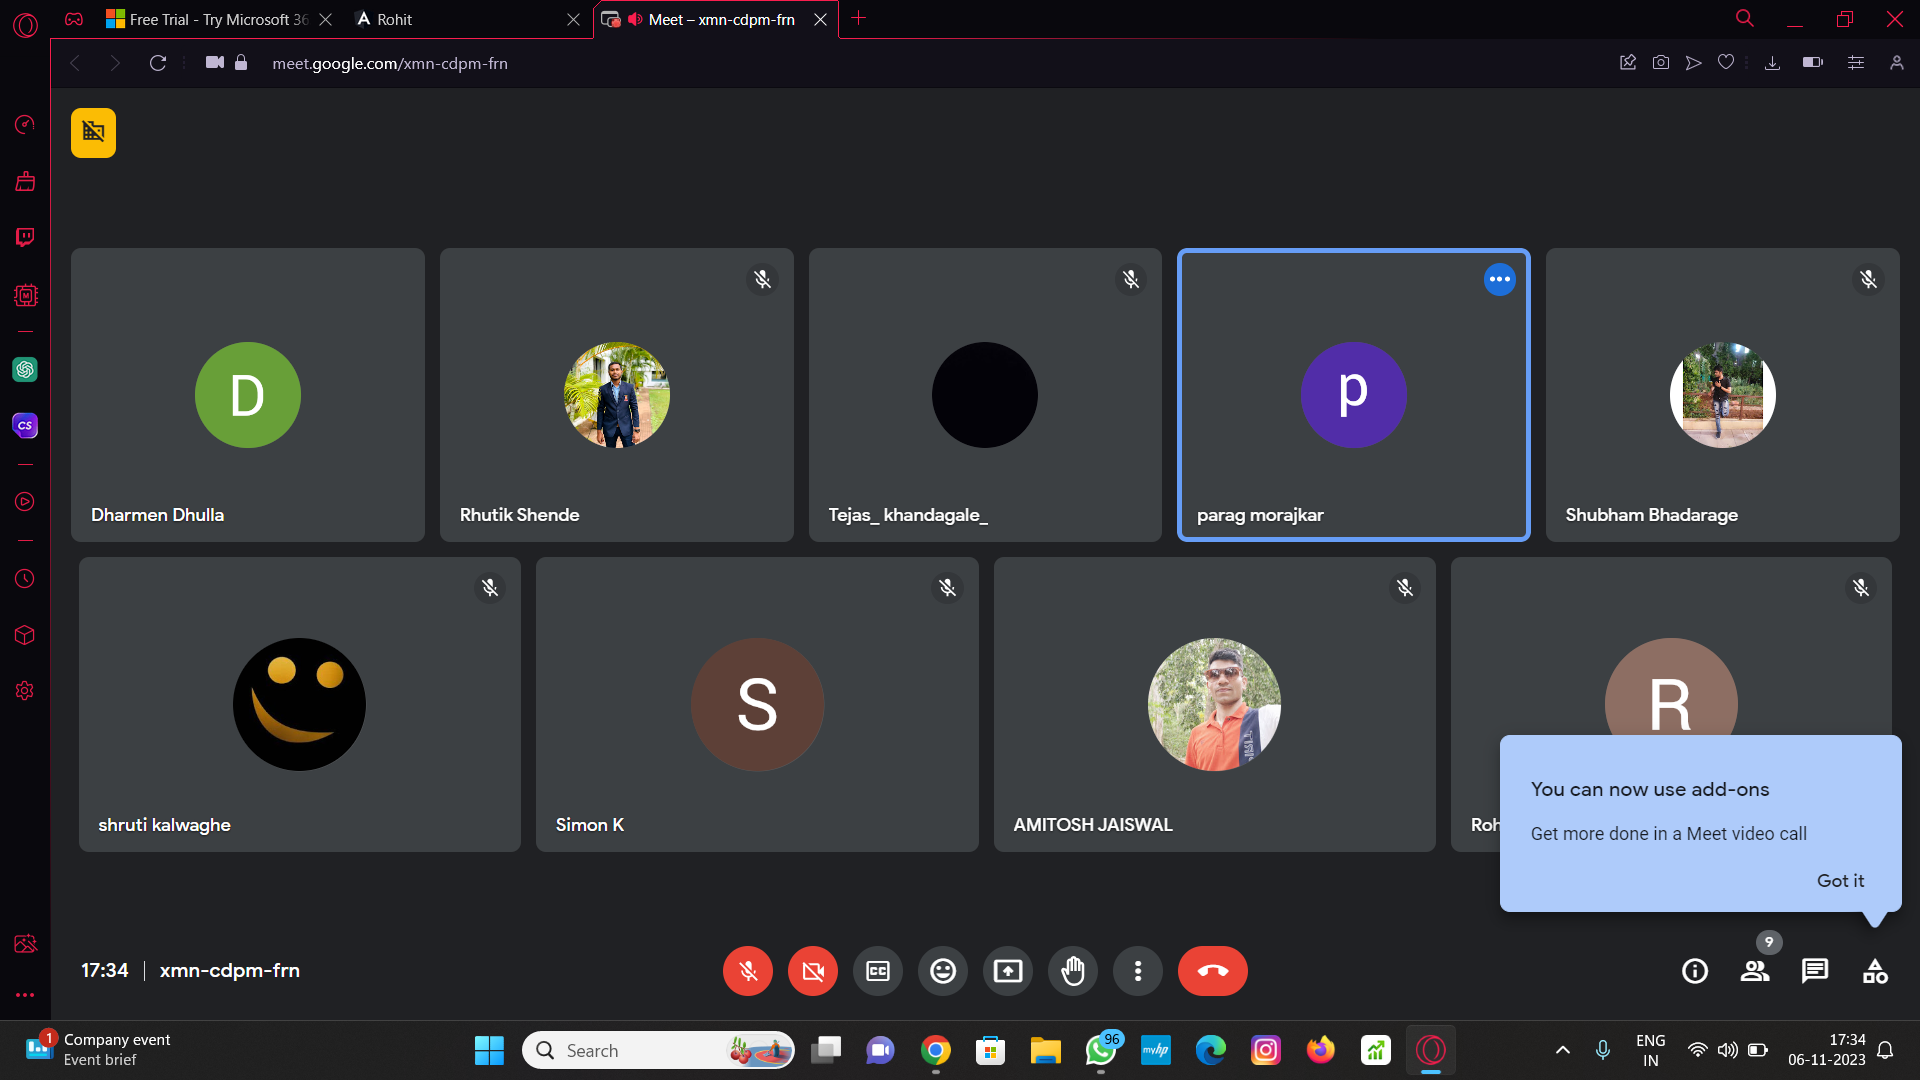 Free Trial - Try Microsoft 36
Rohit
Meet – xmn-cdpm-frn
meet.google.com/xmn-cdpm-frn
D
p
Dharmen Dhulla
Rhutik Shende
Tejas_ khandagale_
parag morajkar
Shubham Bhadarage
CS
S
R
shruti kalwaghe
Simon K
AMITOSH JAISWAL
Roh
You can now use add-ons
Get more done in a Meet video call
Got it
9
17:34
xmn-cdpm-frn
CC
1
Company event
Event brief
Search
96
myhp
ENG
IN
17:34
06-11-2023